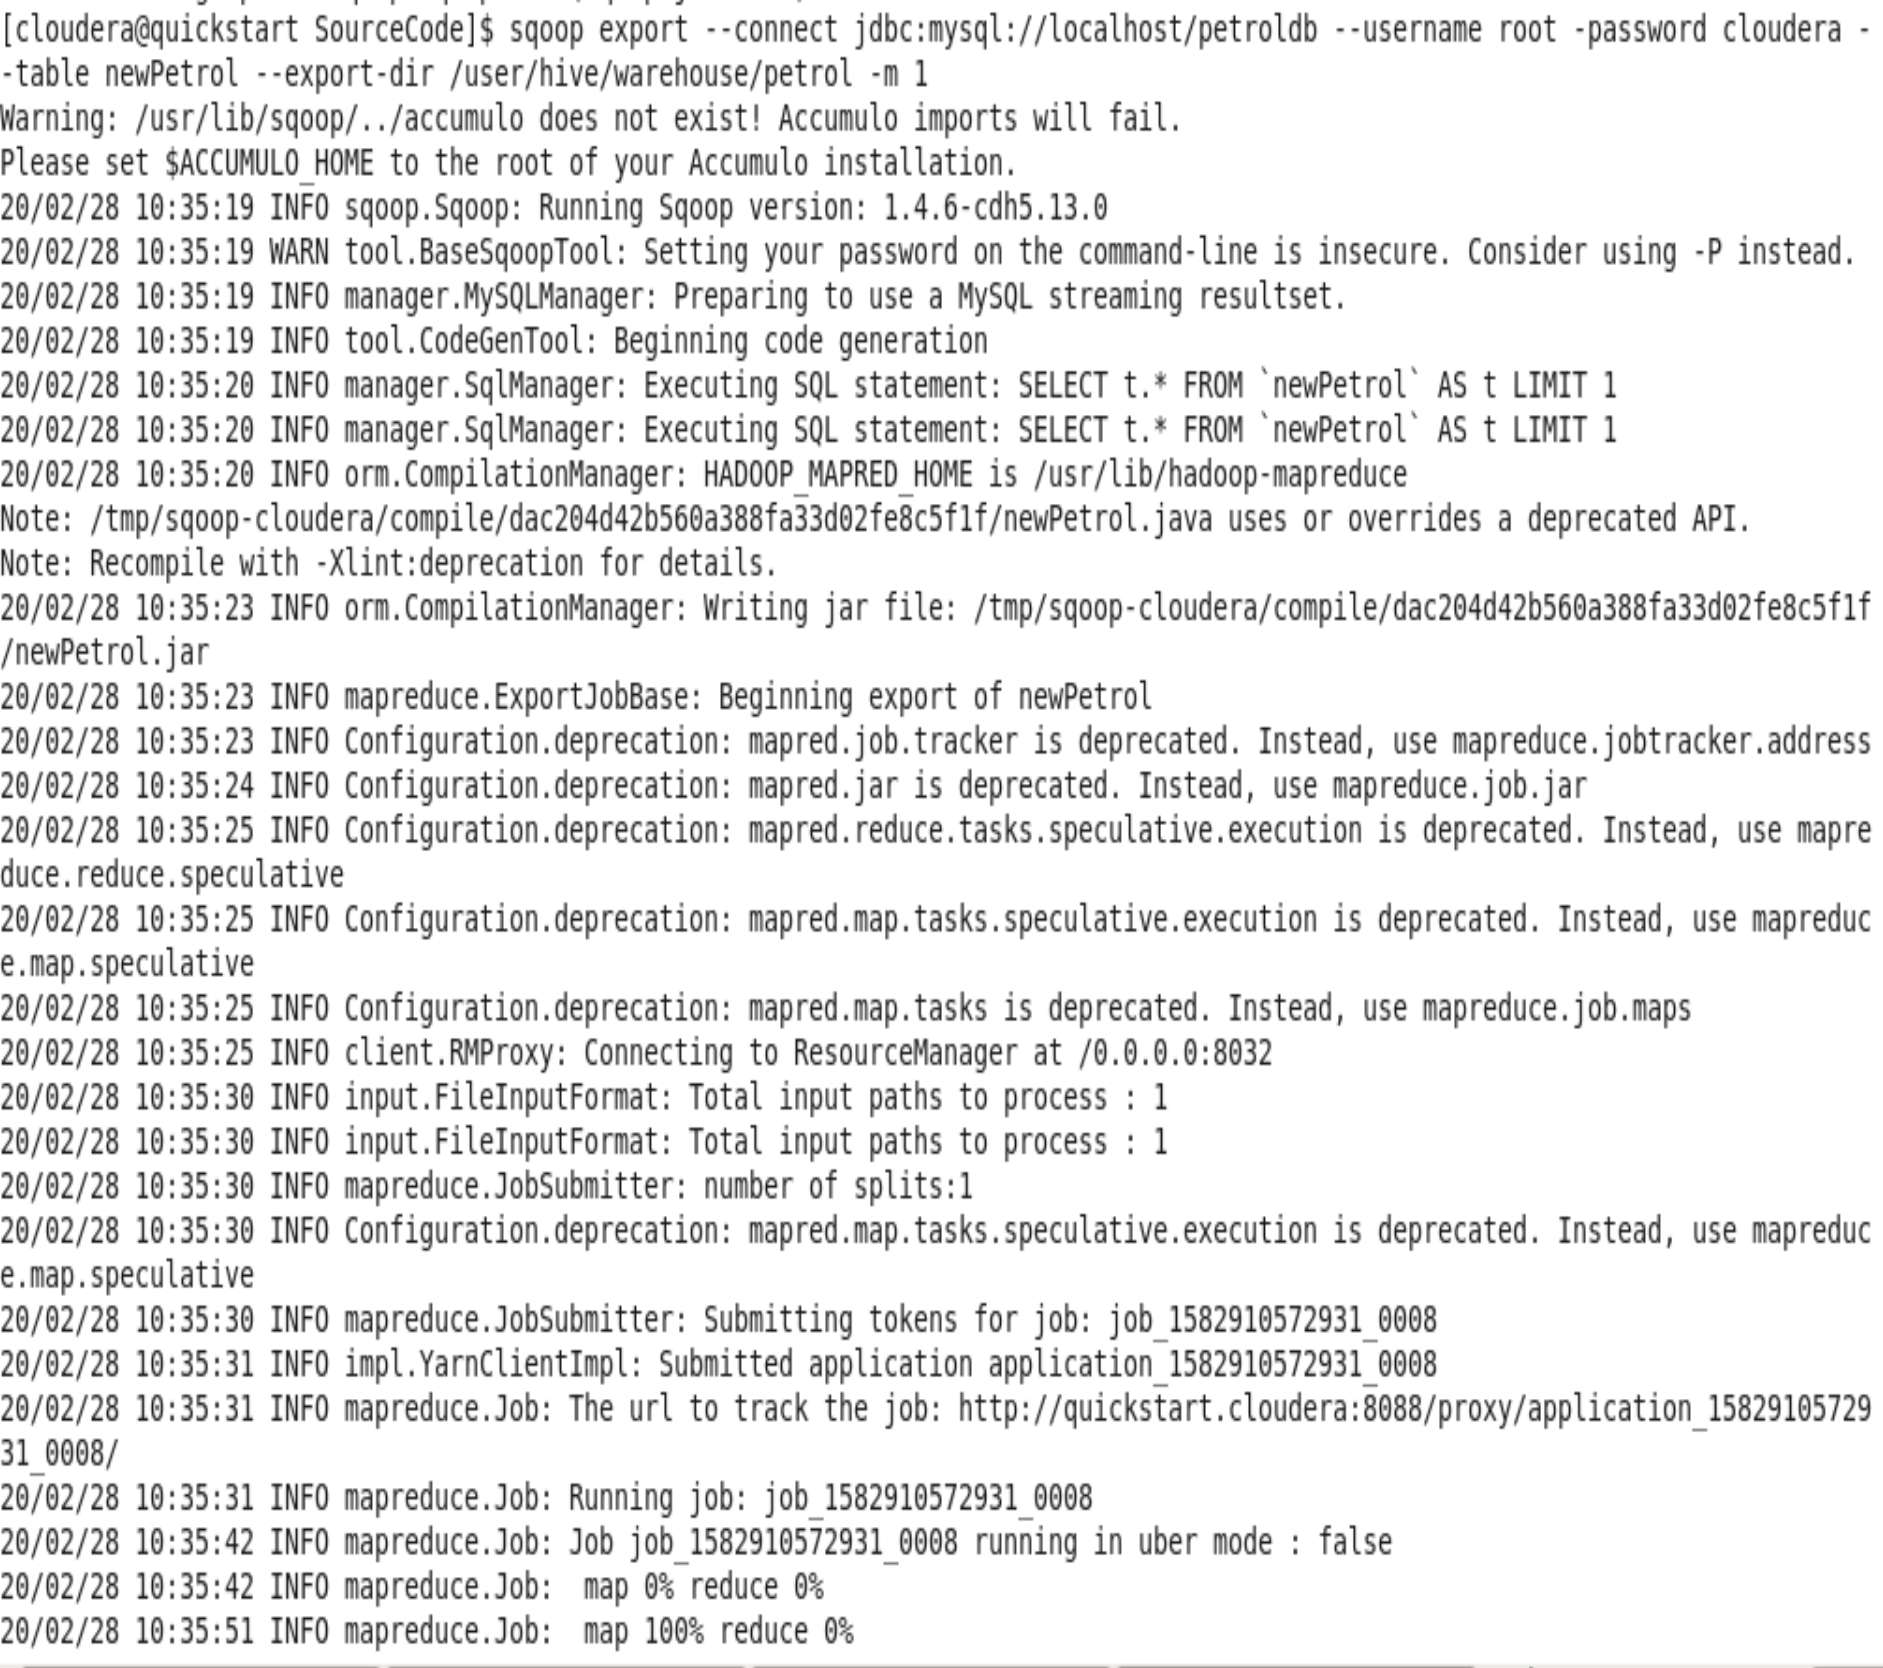 [cloudera@quickstart SourceCode]$ sqoop export --connect jdbc:mysql://localhost/petroldb --username root -password cloudera -
-table newPetrol --export-dir /user/hive/warehouse/petrol -m 1
Warning: /usr/lib/sqoop/../accumulo does not exist! Accumulo imports will fail.
Please set $ACCUMULO_HOME to the root of your Accumulo installation.
20/02/28 10:35:19 INFO sqoop.Sqoop: Running Sqoop version: 1.4.6-cdh5.13.0
20/02/28 10:35:19 WARN tool.BaseSqoopTool: Setting your password on the command-line is insecure. Consider using -P instead.
20/02/28 10:35:19 INFO manager.MySQLManager: Preparing to use a MySQL streaming resultset.
20/02/28 10:35:19 INFO tool.CodeGenTool: Beginning code generation
20/02/28 10:35:20 INFO manager.SqlManager: Executing SQL statement: SELECT t.* FROM `newPetrol` AS t LIMIT 1
20/02/28 10:35:20 INFO manager.SqlManager: Executing SQL statement: SELECT t.* FROM `newPetrol` AS t LIMIT 1
20/02/28 10:35:20 INFO orm.CompilationManager: HADOOP_MAPRED_HOME is /usr/lib/hadoop-mapreduce
Note: /tmp/sqoop-cloudera/compile/dac204d42b560a388fa33d02fe8c5f1f/newPetrol.java uses or overrides a deprecated API.
Note: Recompile with -Xlint:deprecation for details.
20/02/28 10:35:23 INFO orm.CompilationManager: Writing jar file: /tmp/sqoop-cloudera/compile/dac204d42b560a388fa33d02fe8c5f1f
/newPetrol.jar
20/02/28 10:35:23 INFO mapreduce.ExportJobBase: Beginning export of newPetrol
20/02/28 10:35:23 INFO Configuration.deprecation: mapred.job.tracker is deprecated. Instead, use mapreduce.jobtracker.address
20/02/28 10:35:24 INFO Configuration.deprecation: mapred.jar is deprecated. Instead, use mapreduce.job.jar
20/02/28 10:35:25 INFO Configuration.deprecation: mapred.reduce.tasks.speculative.execution is deprecated. Instead, use mapre
duce.reduce.speculative
20/02/28 10:35:25 INFO Configuration.deprecation: mapred.map.tasks.speculative.execution is deprecated. Instead, use mapreduc
e.map.speculative
20/02/28 10:35:25 INFO Configuration.deprecation: mapred.map.tasks is deprecated. Instead, use mapreduce.job.maps
20/02/28 10:35:25 INFO client.RMProxy: Connecting to ResourceManager at /0.0.0.0:8032
20/02/28 10:35:30 INFO input.FileInputFormat: Total input paths to process : 1
20/02/28 10:35:30 INFO input.FileInputFormat: Total input paths to process : 1
20/02/28 10:35:30 INFO mapreduce.JobSubmitter: number of splits:1
20/02/28 10:35:30 INFO Configuration.deprecation: mapred.map.tasks.speculative.execution is deprecated. Instead, use mapreduc
e.map.speculative
20/02/28 10:35:30 INFO mapreduce.JobSubmitter: Submitting tokens for job: job_1582910572931_0008
20/02/28 10:35:31 INFO impl.YarnClientImpl: Submitted application application_1582910572931_0008
20/02/28 10:35:31 INFO mapreduce.Job: The url to track the job: http://quickstart.cloudera:8088/proxy/application_15829105729
31_0008/
20/02/28 10:35:31 INFO mapreduce.Job: Running job: job_1582910572931_0008
20/02/28 10:35:42 INFO mapreduce.Job: Job job_1582910572931_0008 running in uber mode : false
20/02/28 10:35:42 INFO mapreduce.Job:  map 0% reduce 0%
20/02/28 10:35:51 INFO mapreduce.Job:  map 100% reduce 0%